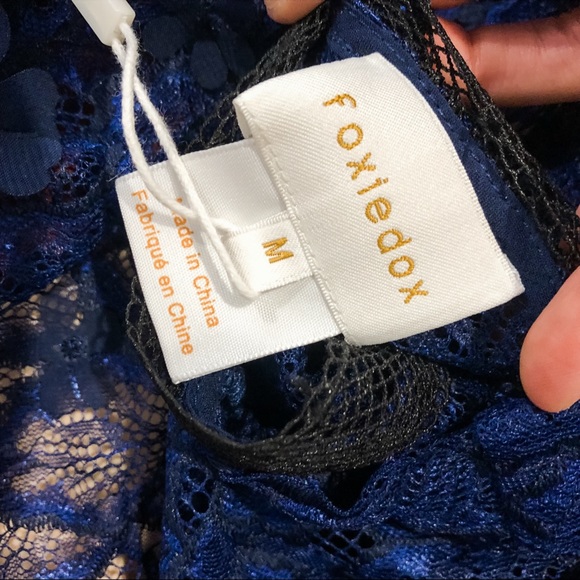 foxiedox
M
Made in China
Fabriqué en Chine